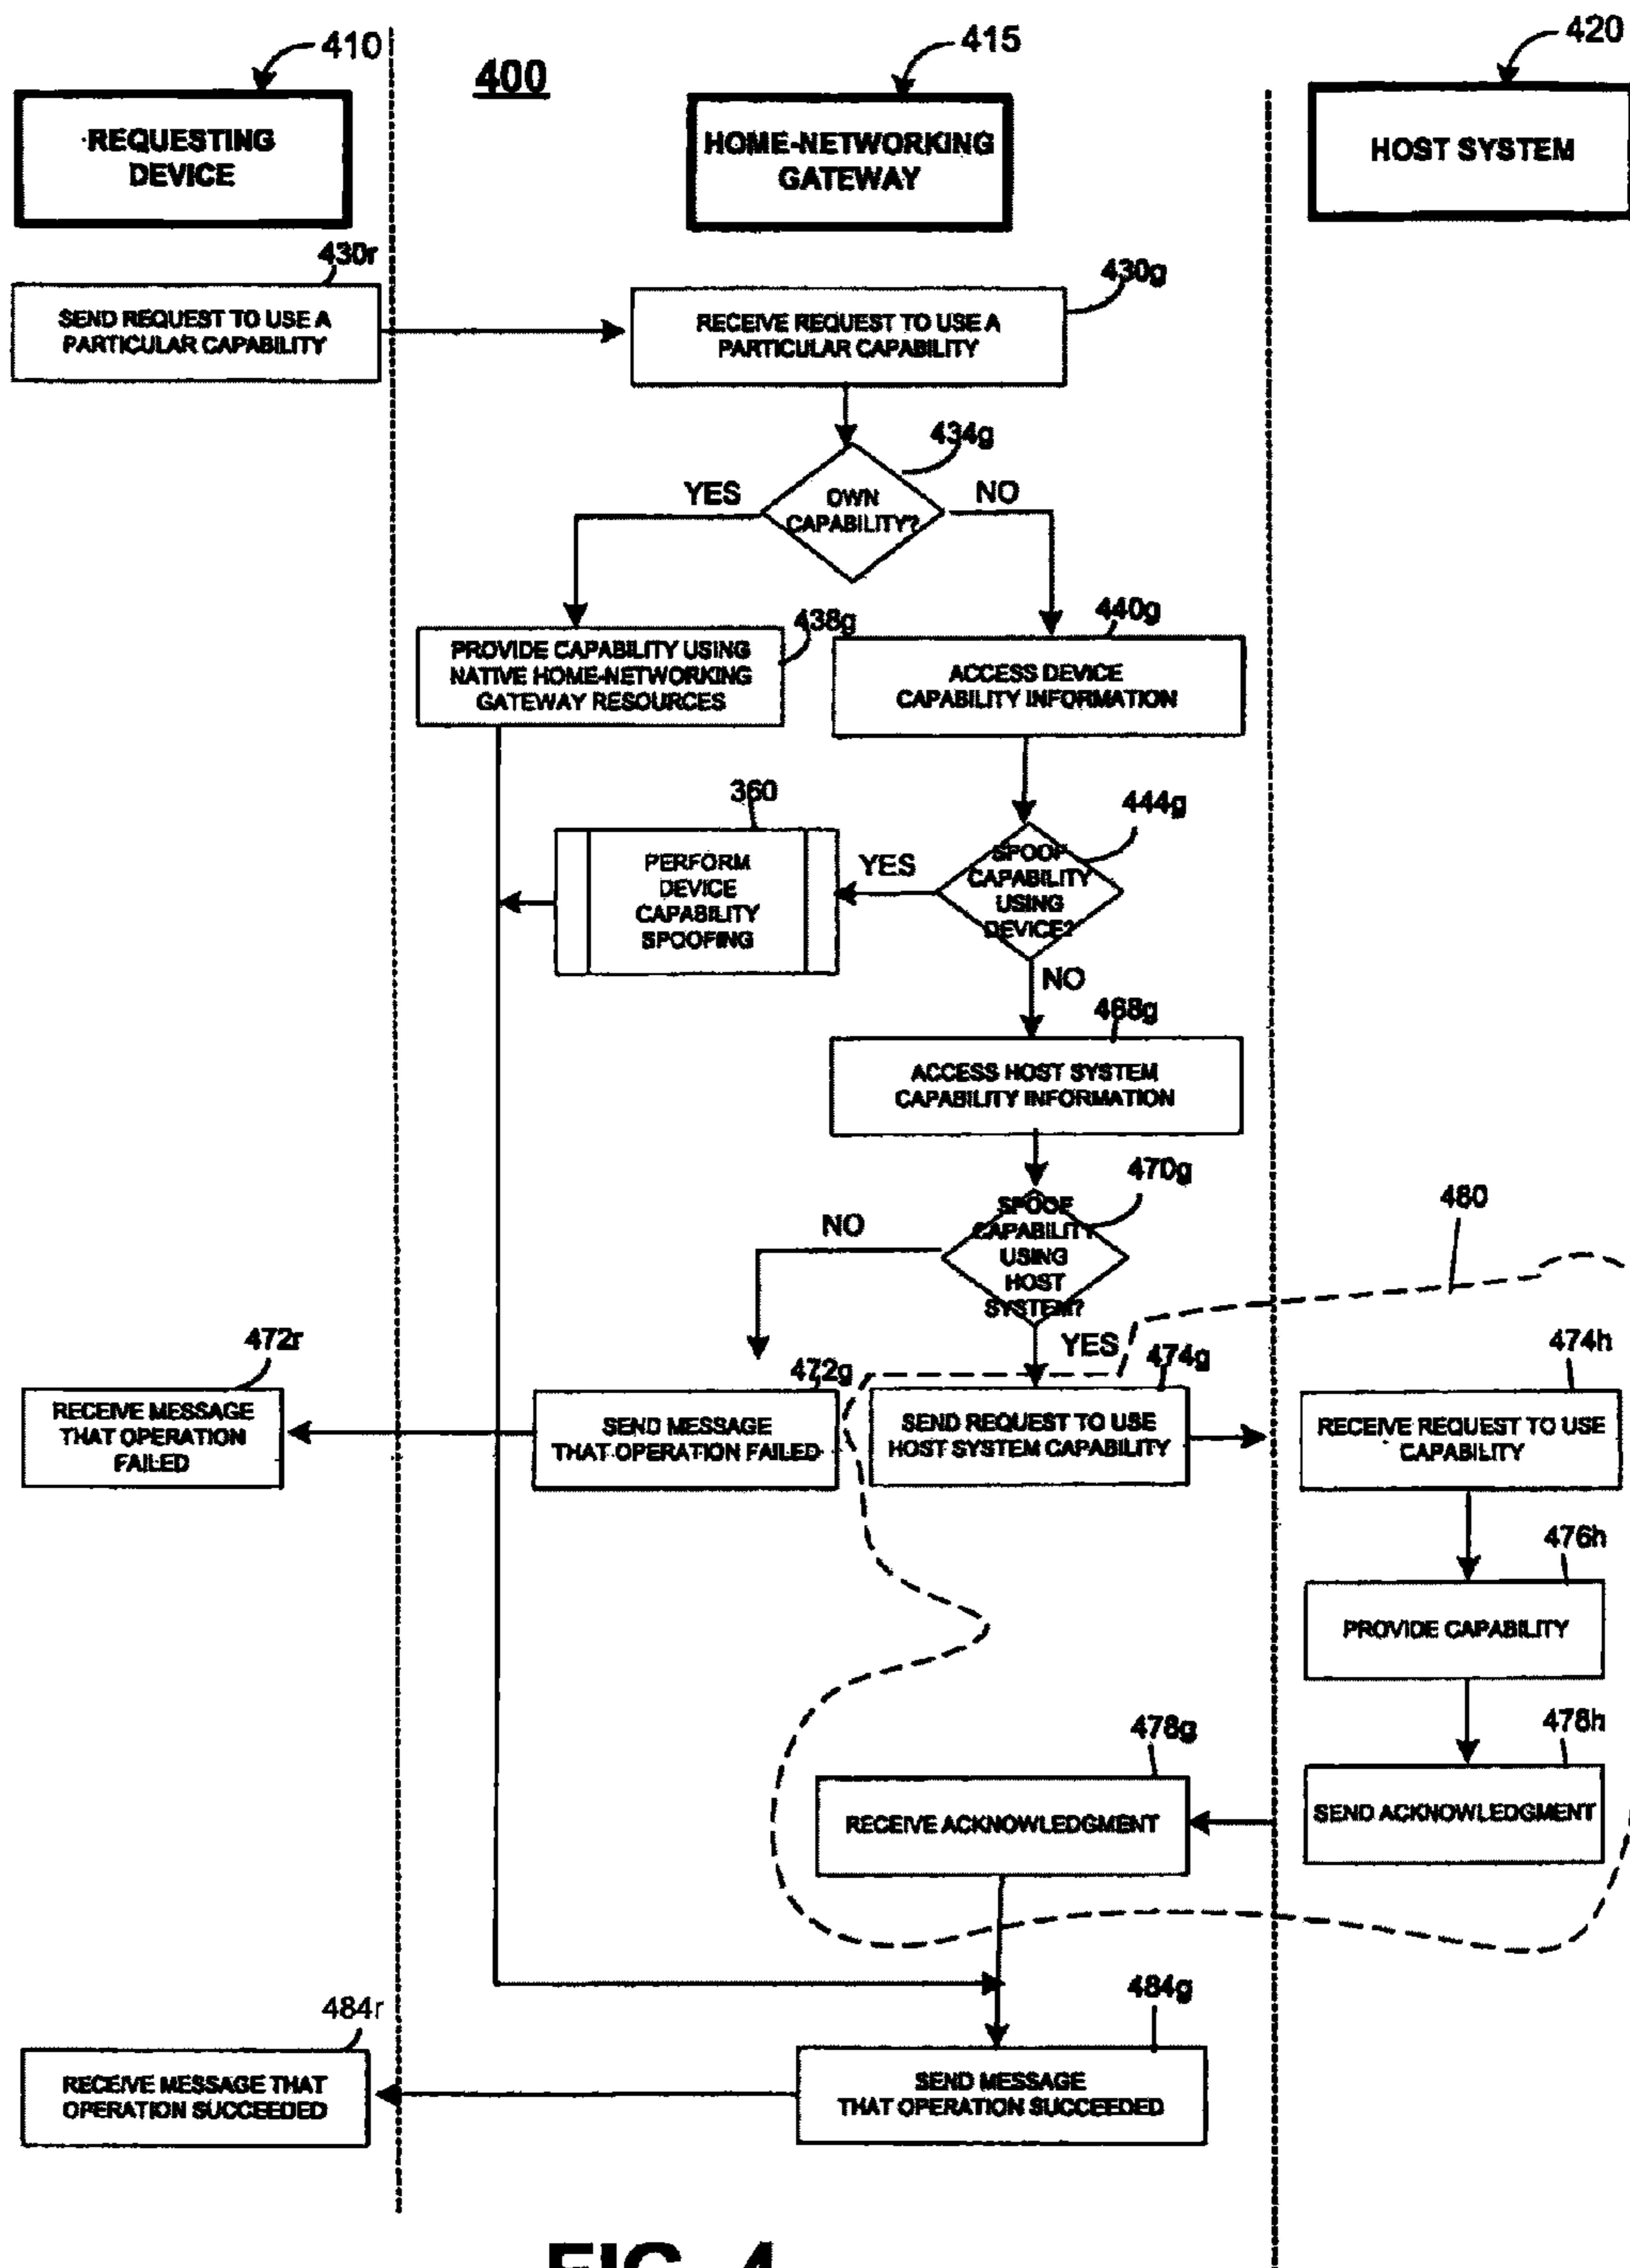 410
400
415
420
REQUESTING
DEVICE
HOME-NETWORKING
GATEWAY
HOST SYSTEM
430r
SEND REQUEST TO USE A
PARTICULAR CAPABILITY
430g
RECEIVE REQUEST TO USE A
PARTICULAR CAPABILITY
434g
YES
OWN
CAPABILITY?
NO
438g
PROVIDE CAPABILITY USING
NATIVE HOME-NETWORKING
GATEWAY RESOURCES
440g
ACCESS DEVICE
CAPABILITY INFORMATION
360
PERFORM
DEVICE
CAPABILITY
SPOOFING
YES
444g
SPOOF
CAPABILITY
USING
DEVICE?
NO
468g
ACCESS HOST SYSTEM
CAPABILITY INFORMATION
470g
NO
SPOOF
CAPABILITY
USING
HOST
SYSTEM?
480
YES
472r
RECEIVE MESSAGE
THAT OPERATION
FAILED
472g
SEND MESSAGE
THAT OPERATION FAILED
474g
SEND REQUEST TO USE
HOST SYSTEM CAPABILITY
474h
RECEIVE REQUEST TO USE
CAPABILITY
476h
PROVIDE CAPABILITY
478g
RECEIVE ACKNOWLEDGMENT
478h
SEND ACKNOWLEDGMENT
484r
RECEIVE MESSAGE THAT
OPERATION SUCCEEDED
484g
SEND MESSAGE
THAT OPERATION SUCCEEDED
FIG. 4